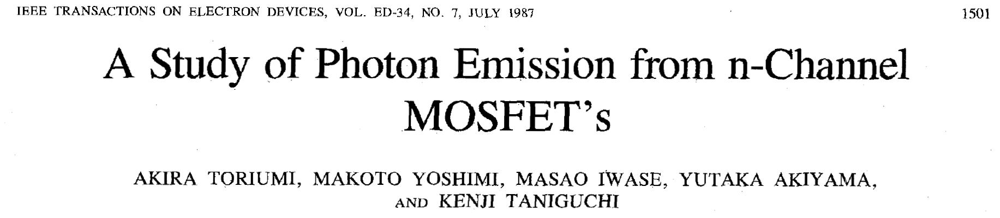 IEEE TRANSACTIONS ON ELECTRON DEVICES, VOL. ED-34, NO. 7, JULY 1987 1501
A Study of Photon Emission from n-Channel
MOSFET's
AKIRA TORIUMI, MAKOTO YOSHIMI, MASAO IWASE, YUTAKA AKIYAMA,
AND KENJI TANIGUCHI